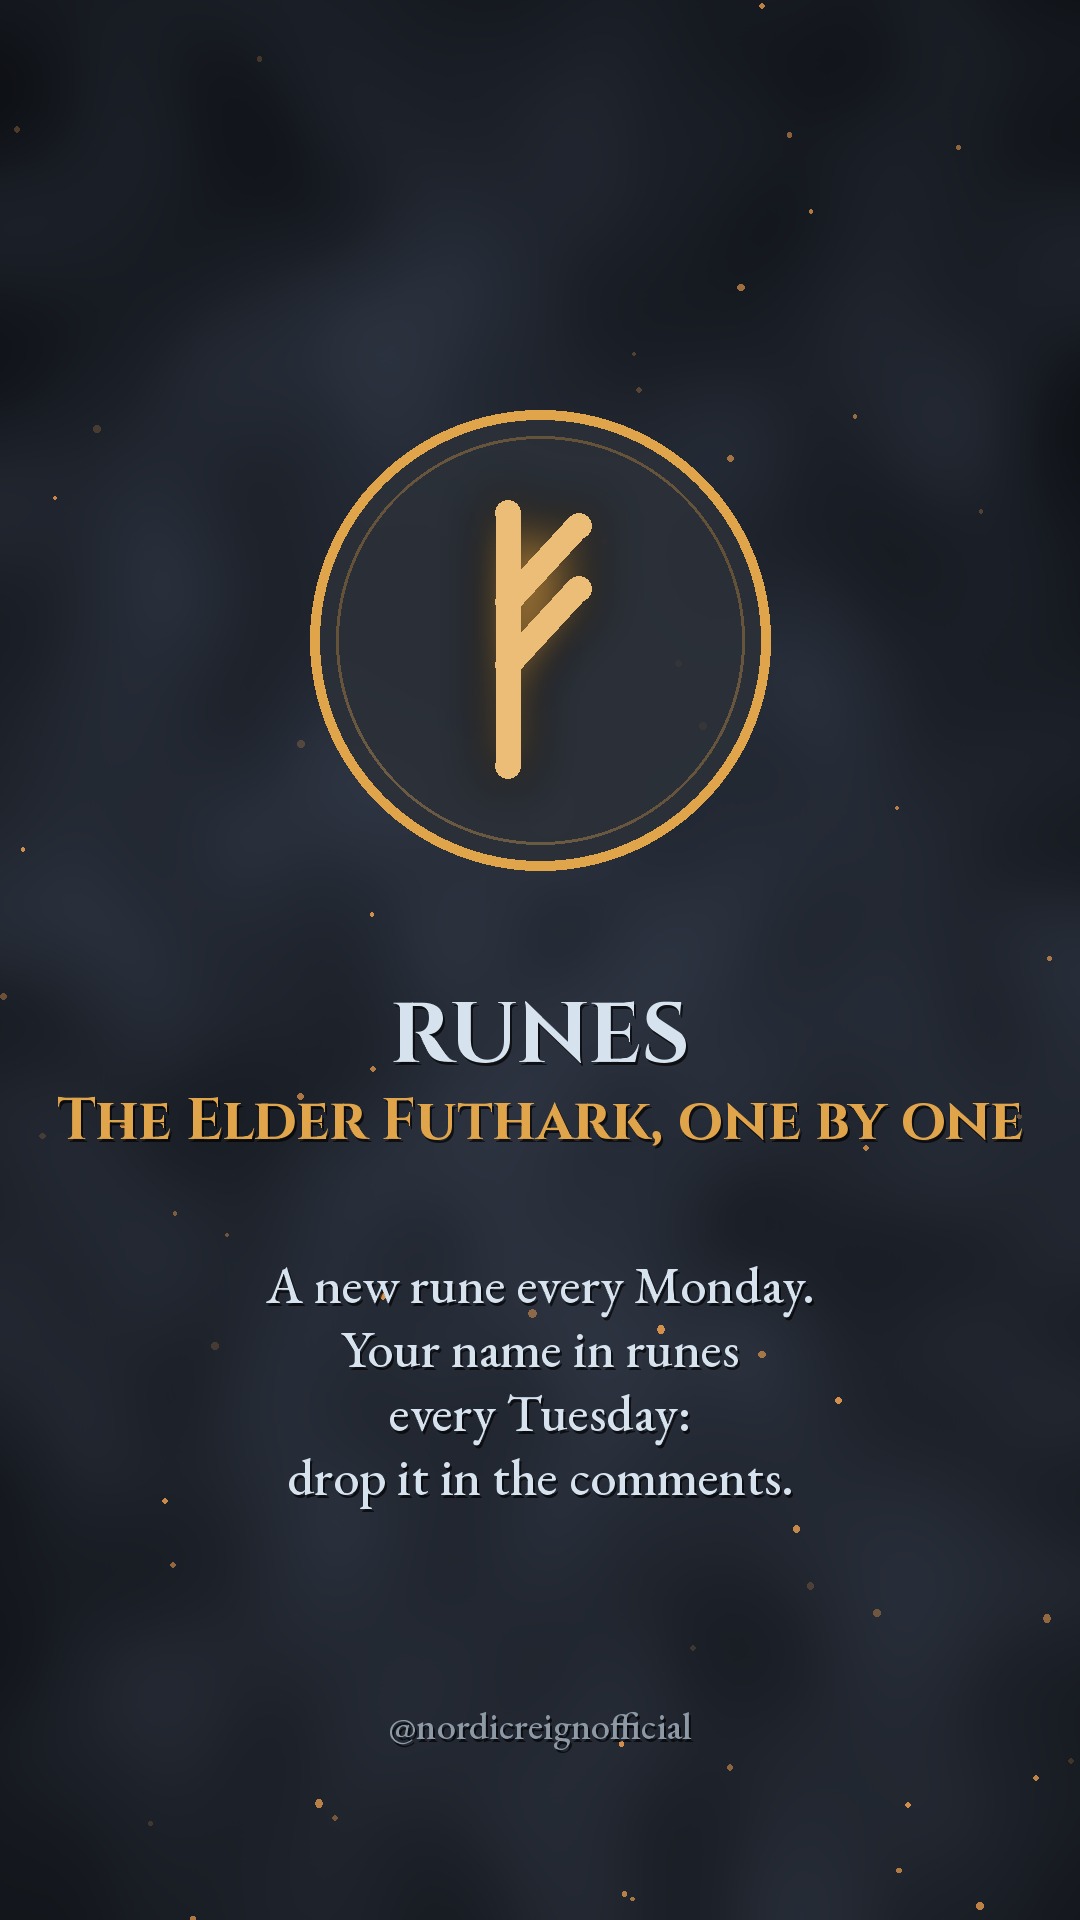 ᚠ
RUNES
THE ELDER FUTHARK, ONE BY ONE
A new rune every Monday.
Your name in runes
every Tuesday:
drop it in the comments.
@nordicreignofficial